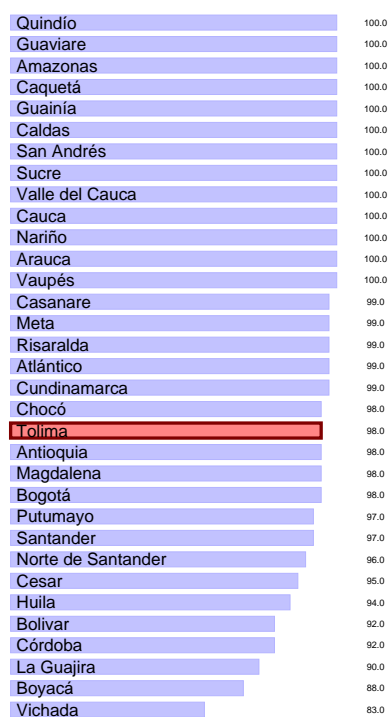 Quindío 100.0
Guaviare 100.0
Amazonas 100.0
Caquetá 100.0
Guainía 100.0
Caldas 100.0
San Andrés 100.0
Sucre 100.0
Valle del Cauca 100.0
Cauca 100.0
Nariño 100.0
Arauca 100.0
Vaupés 100.0
Casanare 99.0
Meta 99.0
Risaralda 99.0
Atlántico 99.0
Cundinamarca 99.0
Chocó 98.0
Tolima 98.0
Antioquia 98.0
Magdalena 98.0
Bogotá 98.0
Putumayo 97.0
Santander 97.0
Norte de Santander 96.0
Cesar 95.0
Huila 94.0
Bolivar 92.0
Córdoba 92.0
La Guajira 90.0
Boyacá 88.0
Vichada 83.0